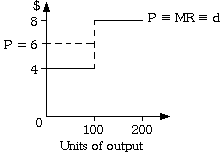 $
8
P ≡ MR ≡ d
P = 6
4
0
100 200
Units of output